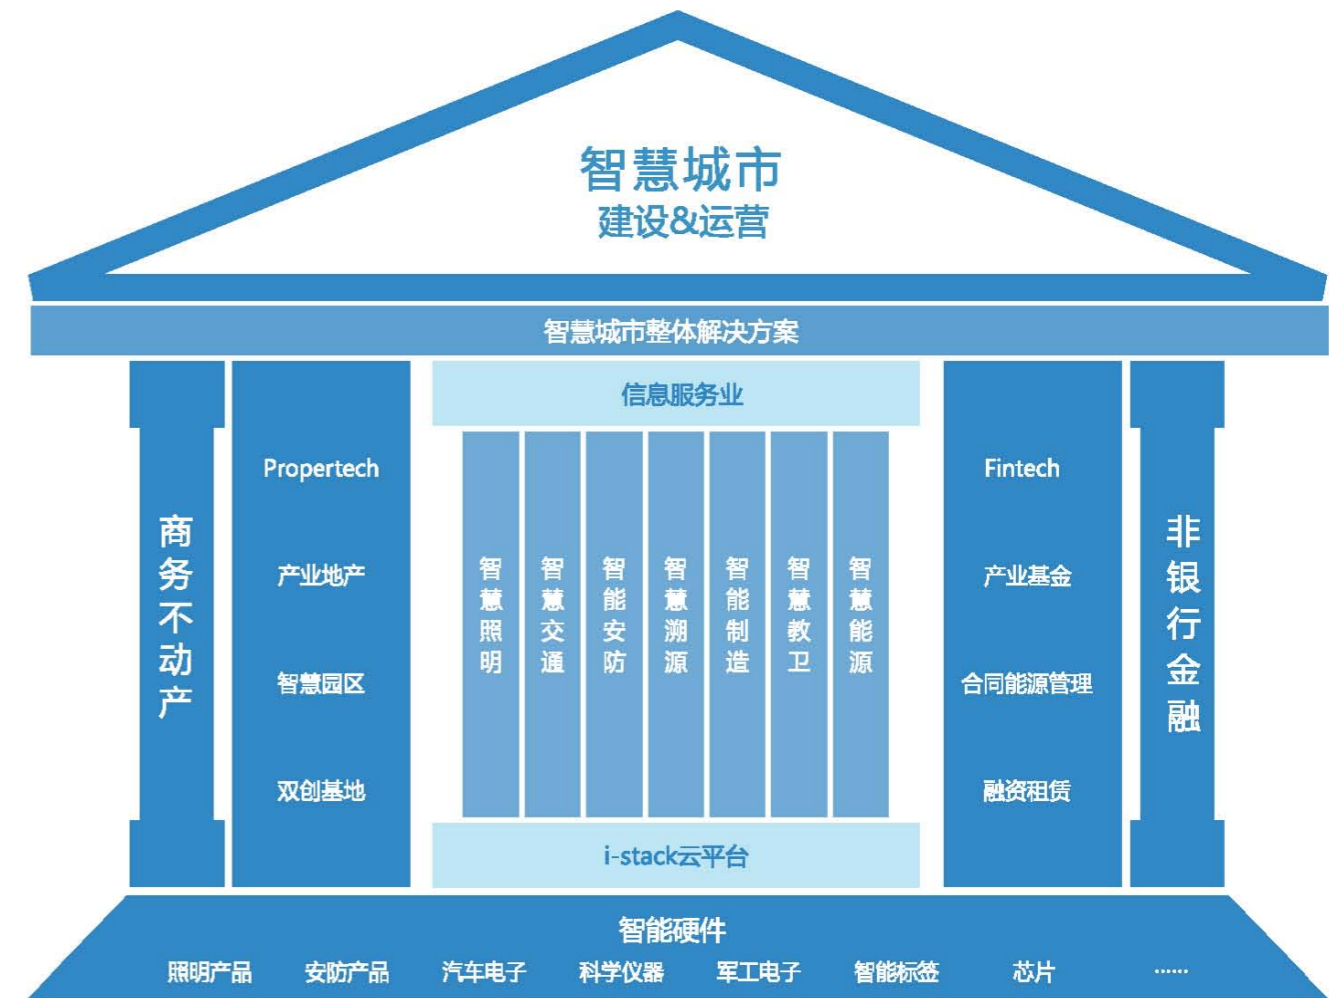 智慧城市
建设&运营
智慧城市整体解决方案
商务不动产
Propertech
产业地产
智慧园区
双创基地
信息服务业
智慧照明
智慧交通
智能安防
智慧溯源
智能制造
智慧教卫
智慧能源
i-stack云平台
Fintech
产业基金
合同能源管理
融资租赁
非银行金融
智能硬件
照明产品 安防产品 汽车电子 科学仪器 军工电子 智能标签 芯片 ······